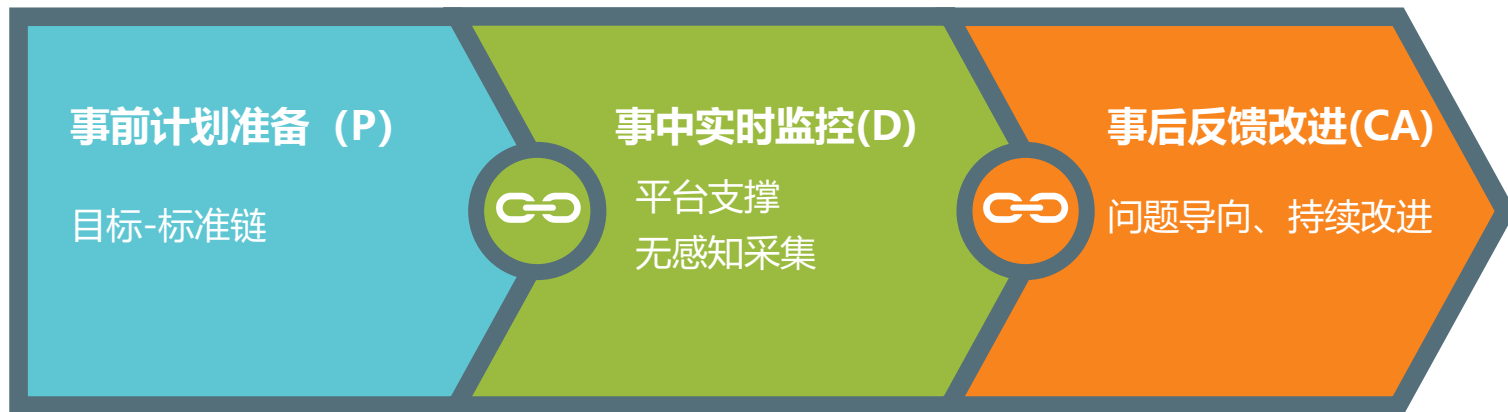 事前计划准备（P）
目标-标准链
事中实时监控(D)
平台支撑
无感知采集
事后反馈改进(CA)
问题导向、持续改进